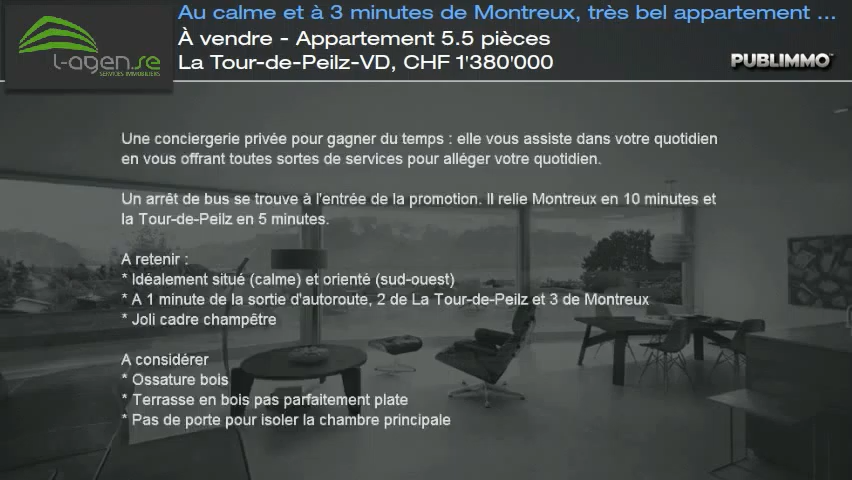 Au calme et à 3 minutes de Montreux, très bel appartement ...
À vendre - Appartement 5.5 pièces
La Tour-de-Peilz-VD, CHF 1'380'000
l-agen.se
SERVICES IMMOBILIERS
PUBLIMMO
Une conciergerie privée pour gagner du temps : elle vous assiste dans votre quotidien
en vous offrant toutes sortes de services pour alléger votre quotidien.
Un arrêt de bus se trouve à l'entrée de la promotion. Il relie Montreux en 10 minutes et
la Tour-de-Peilz en 5 minutes.
A retenir :
* Idéalement situé (calme) et orienté (sud-ouest)
* A 1 minute de la sortie d'autoroute, 2 de La Tour-de-Peilz et 3 de Montreux
* Joli cadre champêtre
A considérer
* Ossature bois
* Terrasse en bois pas parfaitement plate
* Pas de porte pour isoler la chambre principale